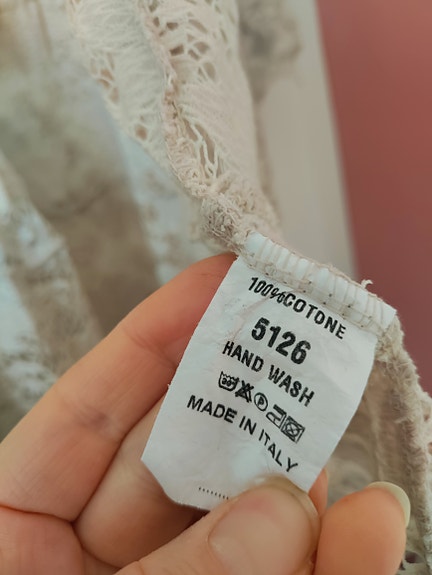 100%COTONE
5126
HAND WASH
MADE IN ITALY